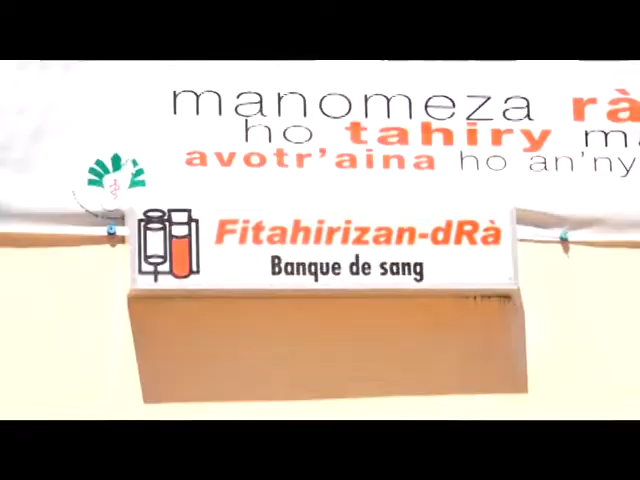 manomeza rà
ho tahiry
avotr'aina ho an'ny
Fitahirizan-dRà
Banque de sang